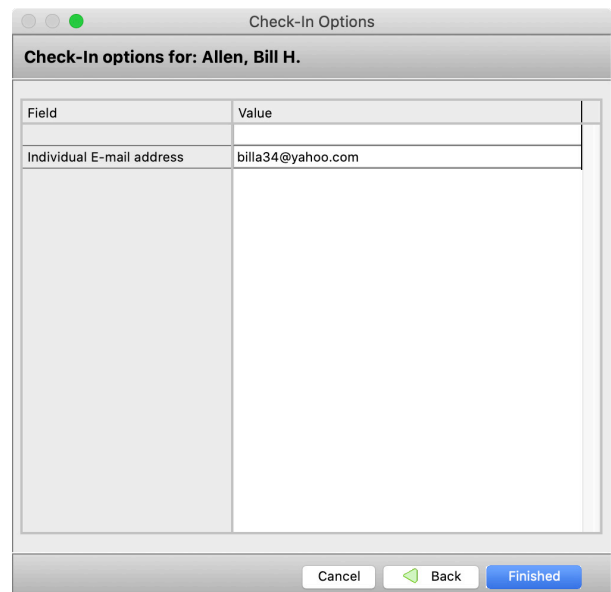 Check-In Options
Check-In options for: Allen, Bill H.
Field Value
Individual E-mail address billa34@yahoo.com
Cancel Back Finished